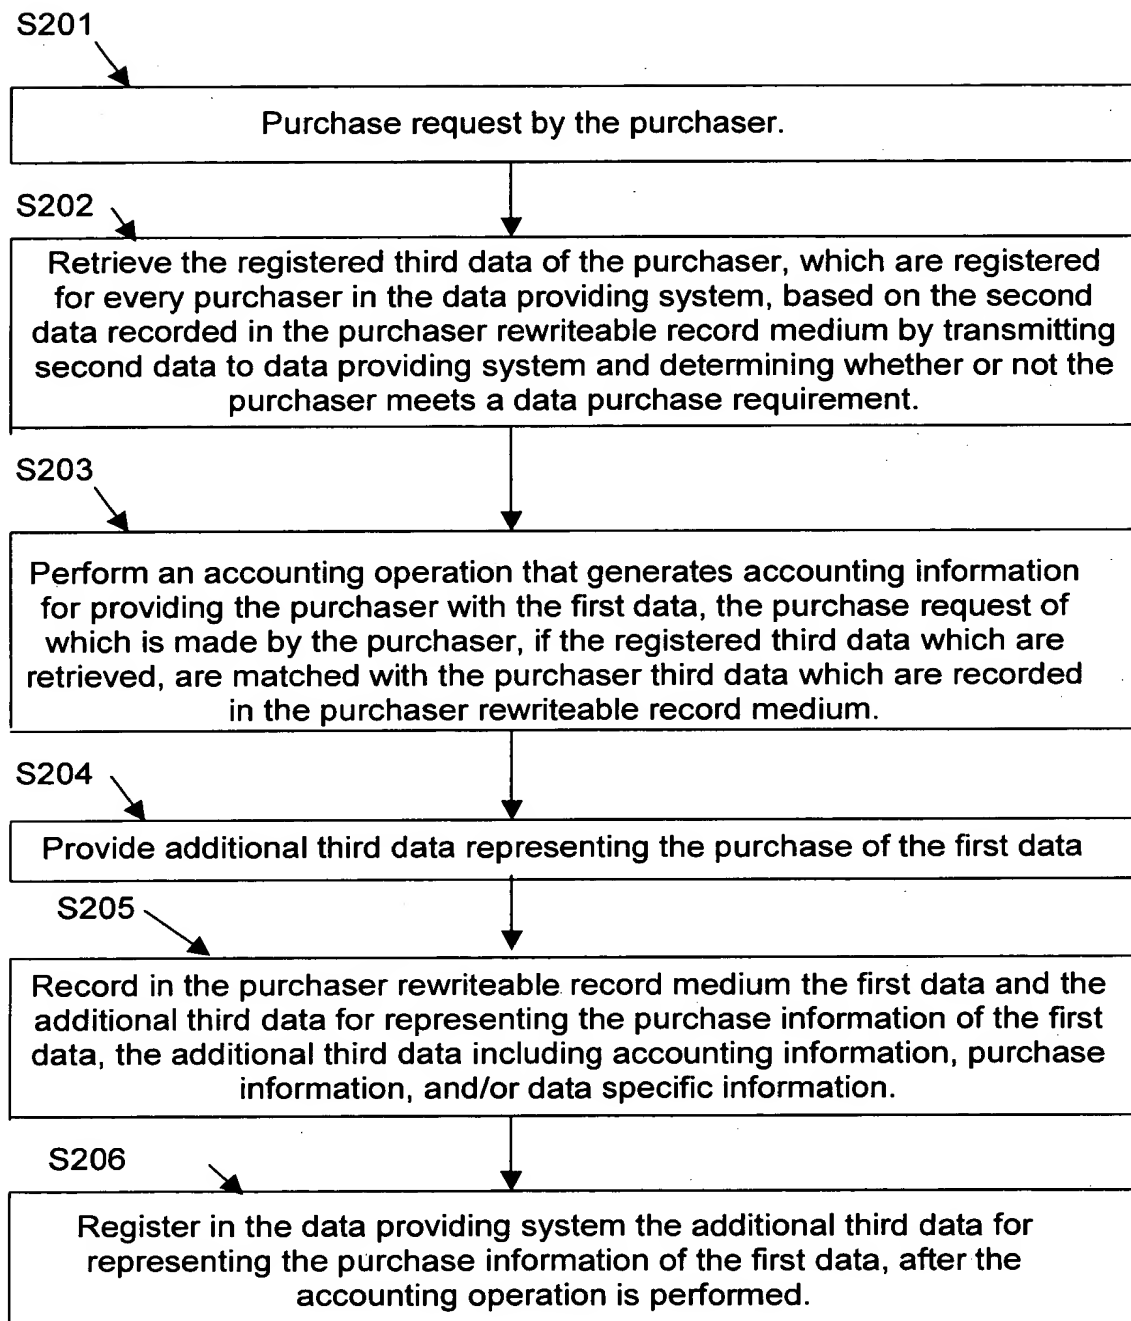 S201
Purchase request by the purchaser.
S202
Retrieve the registered third data of the purchaser, which are registered
for every purchaser in the data providing system, based on the second
data recorded in the purchaser rewriteable record medium by transmitting
second data to data providing system and determining whether or not the
purchaser meets a data purchase requirement.
S203
Perform an accounting operation that generates accounting information
for providing the purchaser with the first data, the purchase request of
which is made by the purchaser, if the registered third data which are
retrieved, are matched with the purchaser third data which are recorded
in the purchaser rewriteable record medium.
S204
Provide additional third data representing the purchase of the first data
S205
Record in the purchaser rewriteable record medium the first data and the
additional third data for representing the purchase information of the first
data, the additional third data including accounting information, purchase
information, and/or data specific information.
S206
Register in the data providing system the additional third data for
representing the purchase information of the first data, after the
accounting operation is performed.